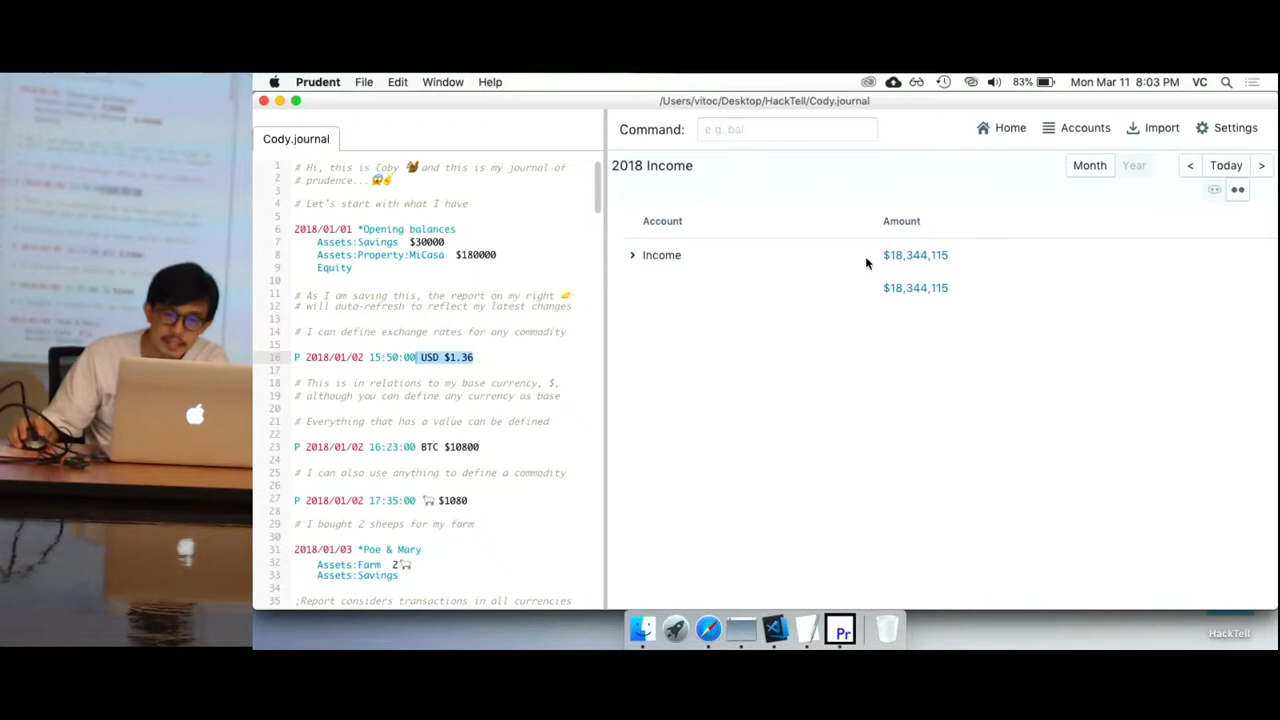 Prudent File Edit Window Help
83% Mon Mar 11 8:03 PM VC
/Users/vitoc/Desktop/HackTell/Cody.journal
Cody.journal
1 # Hi, this is Coby 🐿 and this is my journal of
2 # prudence...😱✌
3
4 # Let's start with what I have
5
6 2018/01/01 *Opening balances
7 Assets:Savings $30000
8 Assets:Property:MiCasa $180000
9 Equity
10
11 # As I am saving this, the report on my right 👉
12 # will auto-refresh to reflect my latest changes
13
14 # I can define exchange rates for any commodity
15
16 P 2018/01/02 15:50:00 USD $1.36
17
18 # This is in relations to my base currency, $,
19 # although you can define any currency as base
20
21 # Everything that has a value can be defined
22
23 P 2018/01/02 16:23:00 BTC $10800
24
25 # I can also use anything to define a commodity
26
27 P 2018/01/02 17:35:00 🐑 $1080
28
29 # I bought 2 sheeps for my farm
30
31 2018/01/03 *Poe & Mary
32 Assets:Farm 2🐑
33 Assets:Savings
34
35 ;Report considers transactions in all currencies
Command: e.g. bal
Home Accounts Import Settings
2018 Income
Month Year < Today >
Account Amount
> Income $18,344,115
$18,344,115
Pr
HackTell